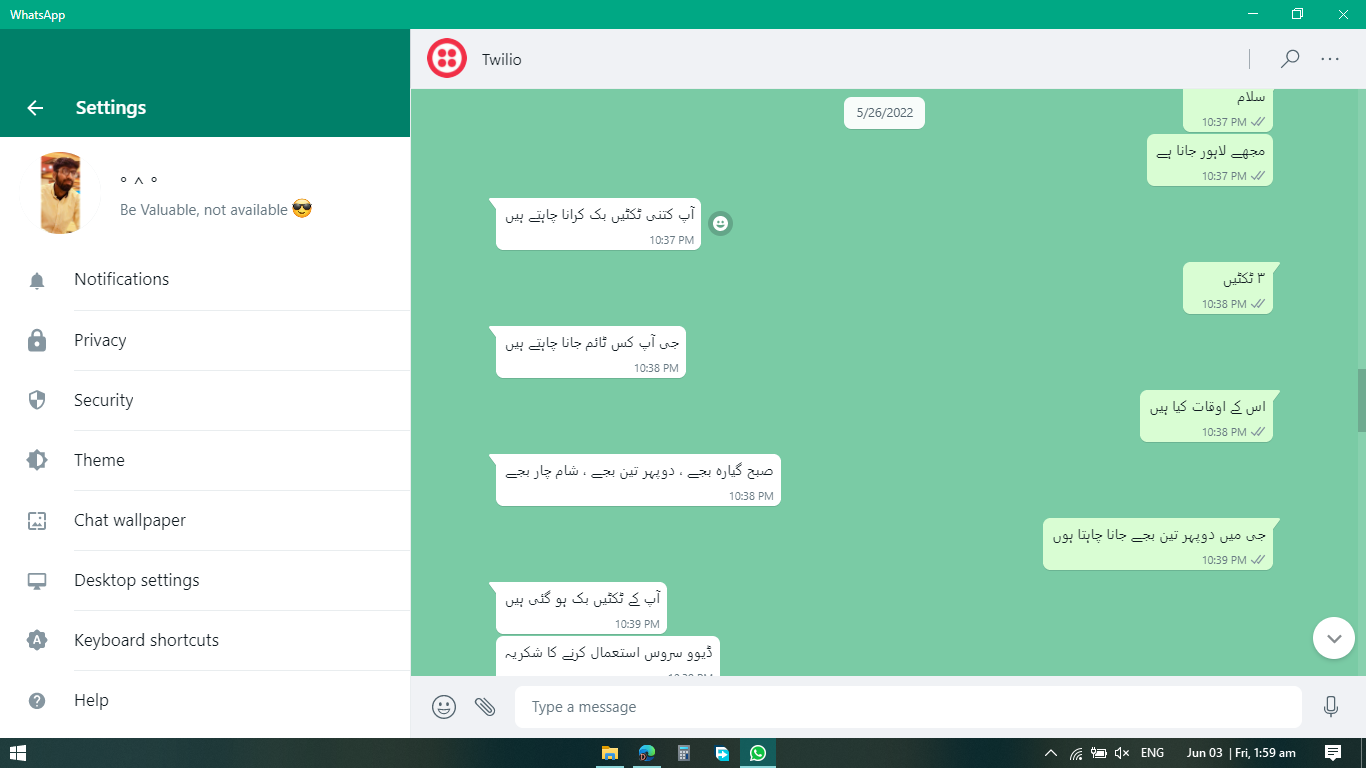 WhatsApp
Settings
° ^ °
Be Valuable, not available 😎
Notifications
Privacy
Security
Theme
Chat wallpaper
Desktop settings
Keyboard shortcuts
Help
Twilio
5/26/2022
سلام
10:37 PM
مجھے لاہور جانا ہے
10:37 PM
آپ کتنی ٹکٹیں بک کرانا چاہتے ہیں
10:37 PM
۳ ٹکٹیں
10:38 PM
جی آپ کس ٹائم جانا چاہتے ہیں
10:38 PM
اس کے اوقات کیا ہیں
10:38 PM
صبح گیارہ بجے ، دوپہر تین بجے ، شام چار بجے
10:38 PM
جی میں دوپہر تین بجے جانا چاہتا ہوں
10:39 PM
آپ کے ٹکٹیں بک ہو گئی ہیں
10:39 PM
ڈیوو سروس استعمال کرنے کا شکریہ
Type a message
ENG
Jun 03 | Fri, 1:59 am